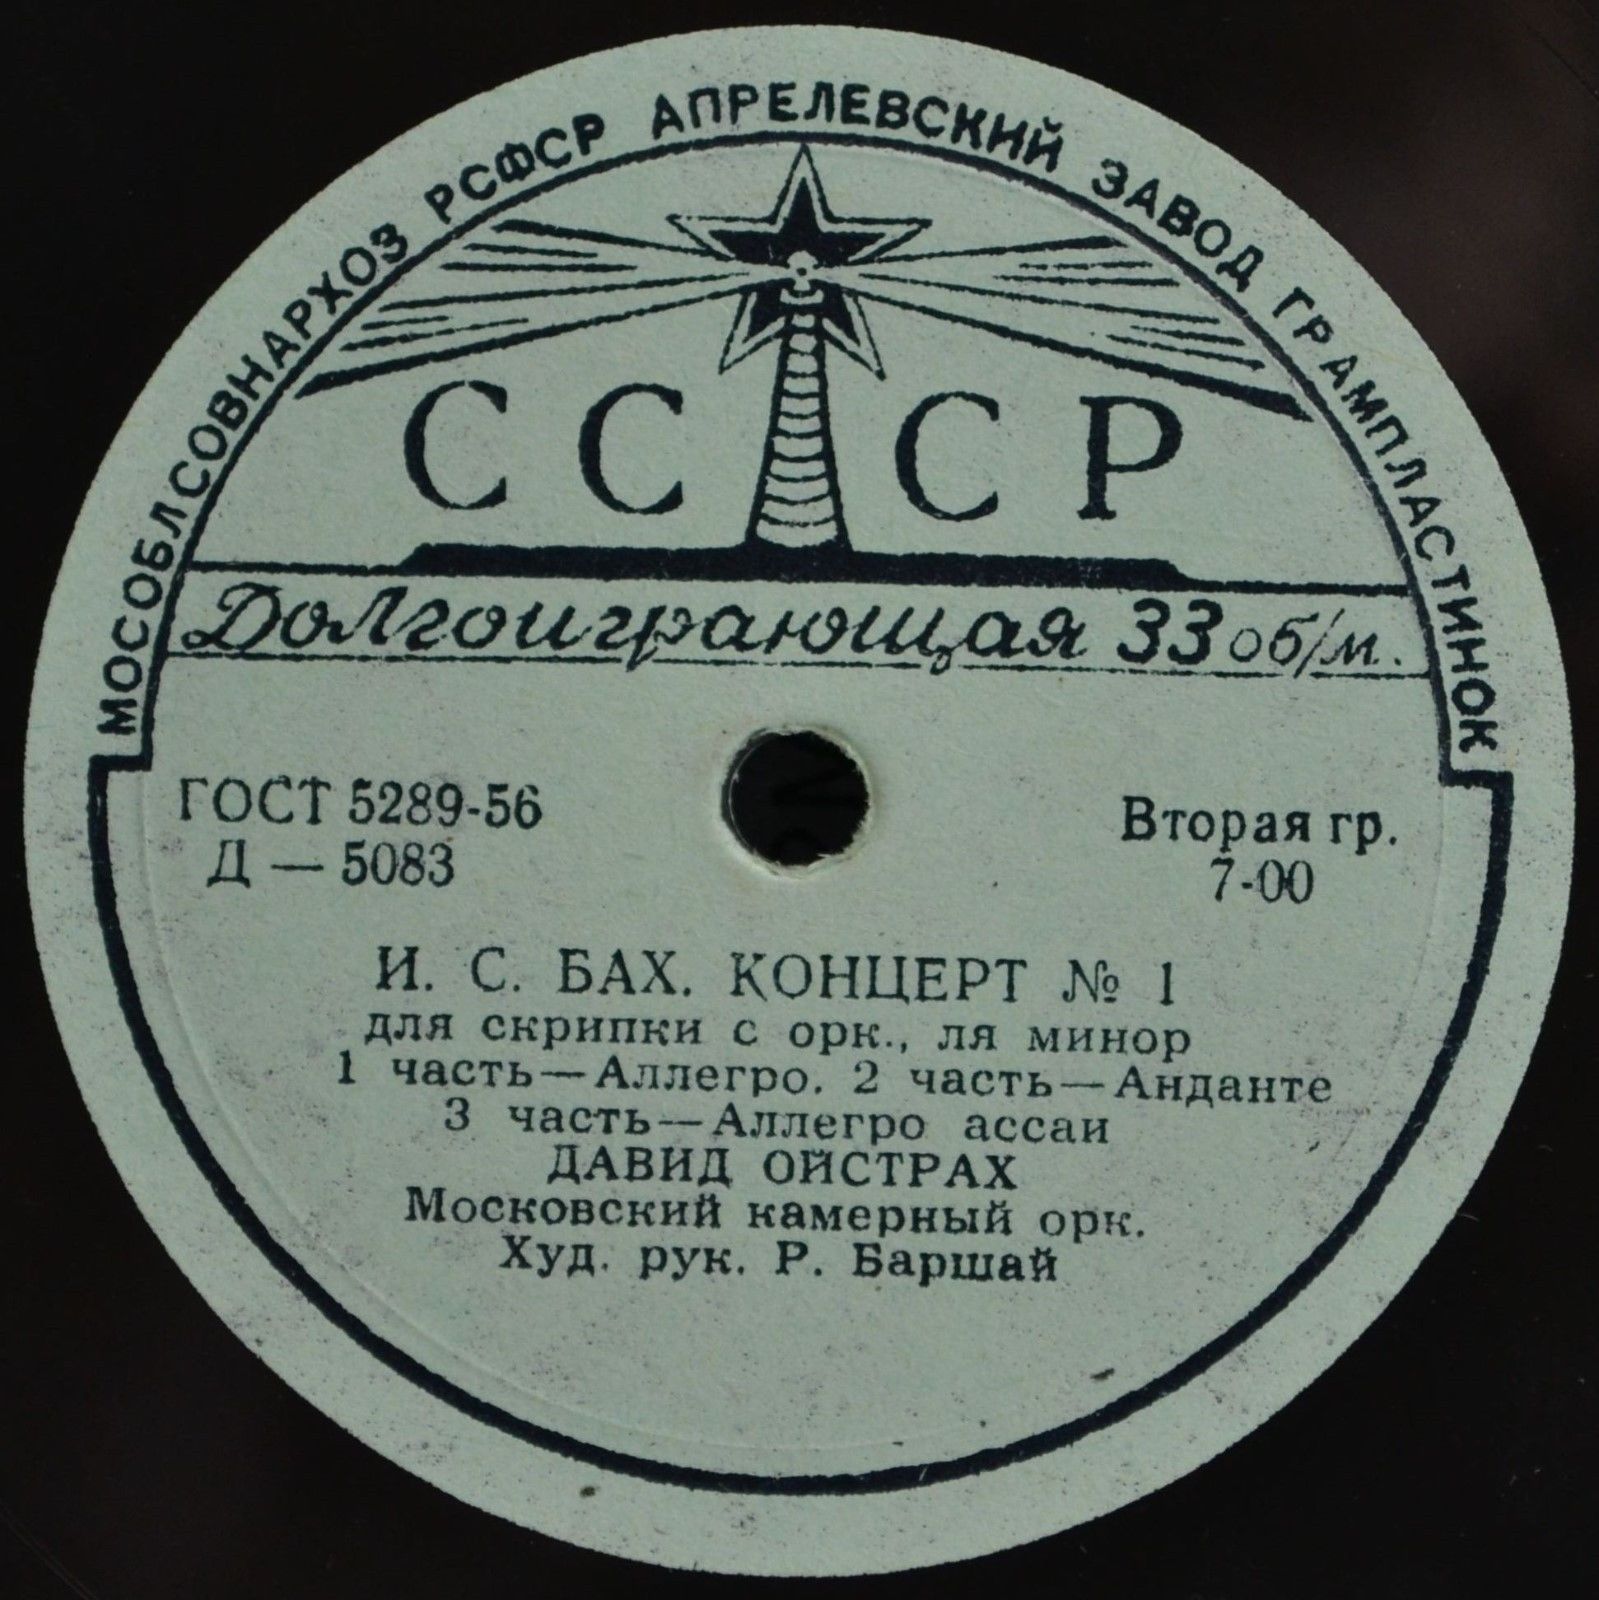 МОСОБЛСОВНАРХОЗ РСФСР АПРЕЛЕВСКИЙ ЗАВОД ГРАМПЛАСТИНОК
СССР
Долгоиграющая 33 об/м.
ГОСТ 5289-56
Д — 5083
Вторая гр.
7-00
И. С. БАХ. КОНЦЕРТ № 1
для скрипки с орк., ля минор
1 часть—Аллегро. 2 часть—Анданте
3 часть—Аллегро ассаи
ДАВИД ОЙСТРАХ
Московский камерный орк.
Худ. рук. Р. Баршай